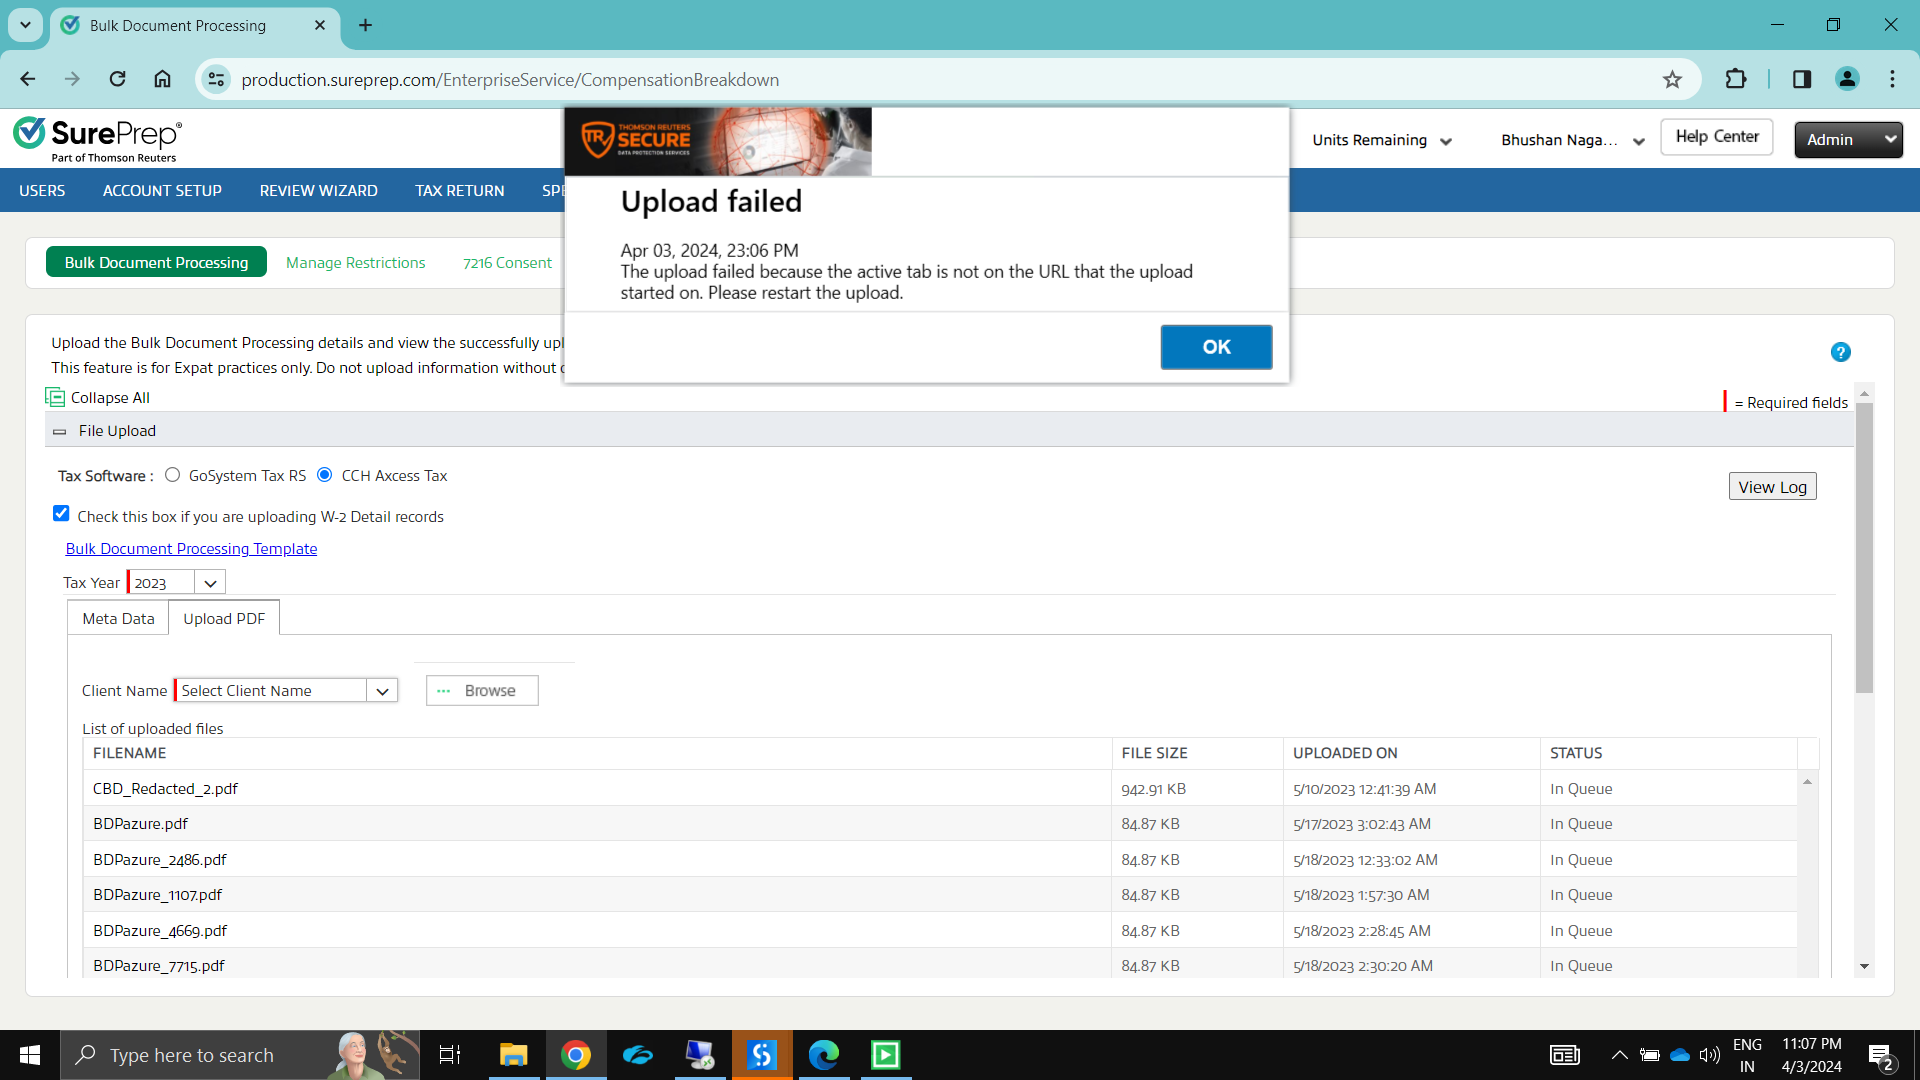 Bulk Document Processing
production.sureprep.com/EnterpriseService/CompensationBreakdown
SurePrep®
Part of Thomson Reuters
THOMSON REUTERS
SECURE
DATA PROTECTION SERVICES
TR
Units Remaining
Bhushan Naga...
Help Center
Admin
USERS
ACCOUNT SETUP
REVIEW WIZARD
TAX RETURN
SPE
Upload failed
Apr 03, 2024, 23:06 PM
The upload failed because the active tab is not on the URL that the upload
started on. Please restart the upload.
OK
Bulk Document Processing
Manage Restrictions
7216 Consent
Upload the Bulk Document Processing details and view the successfully upl
This feature is for Expat practices only. Do not upload information without
?
Collapse All
= Required fields
File Upload
Tax Software : GoSystem Tax RS CCH Axcess Tax
View Log
Check this box if you are uploading W-2 Detail records
Bulk Document Processing Template
Tax Year 2023
Meta Data
Upload PDF
Client Name Select Client Name
Browse
List of uploaded files
FILENAME FILE SIZE UPLOADED ON STATUS
CBD_Redacted_2.pdf 942.91 KB 5/10/2023 12:41:39 AM In Queue
BDPazure.pdf 84.87 KB 5/17/2023 3:02:43 AM In Queue
BDPazure_2486.pdf 84.87 KB 5/18/2023 12:33:02 AM In Queue
BDPazure_1107.pdf 84.87 KB 5/18/2023 1:57:30 AM In Queue
BDPazure_4669.pdf 84.87 KB 5/18/2023 2:28:45 AM In Queue
BDPazure_7715.pdf 84.87 KB 5/18/2023 2:30:20 AM In Queue
Type here to search
ENG
IN
11:07 PM
4/3/2024
2